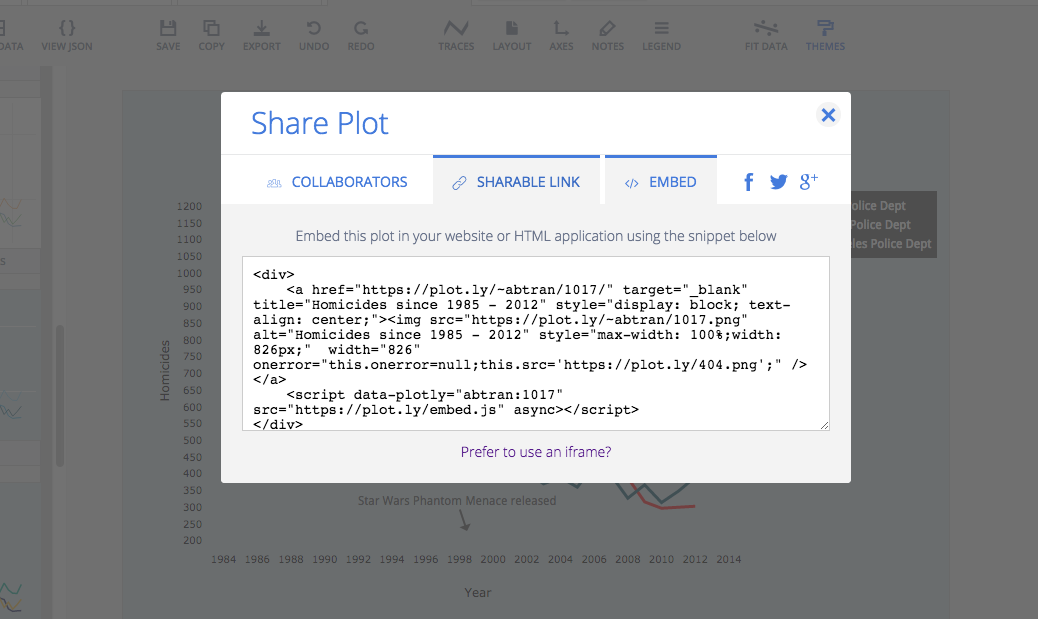 DATA VIEW JSON SAVE COPY EXPORT UNDO REDO TRACES LAYOUT AXES NOTES LEGEND FIT DATA THEMES
Share Plot
COLLABORATORS SHARABLE LINK </> EMBED f g+
Embed this plot in your website or HTML application using the snippet below
<div>
<a href="https://plot.ly/~abtran/1017/" target="_blank"
title="Homicides since 1985 - 2012" style="display: block; text-
align: center;"><img src="https://plot.ly/~abtran/1017.png"
alt="Homicides since 1985 - 2012" style="max-width: 100%;width:
826px;"  width="826"
onerror="this.onerror=null;this.src='https://plot.ly/404.png';" />
</a>
<script data-plotly="abtran:1017"
src="https://plot.ly/embed.js" async></script>
</div>
Prefer to use an iframe?
olice Dept
Police Dept
les Police Dept
Homicides
1200
1150
1100
1050
1000
950
900
850
800
750
700
650
600
550
500
450
400
350
300
250
200
Star Wars Phantom Menace released
1984 1986 1988 1990 1992 1994 1996 1998 2000 2002 2004 2006 2008 2010 2012 2014
Year